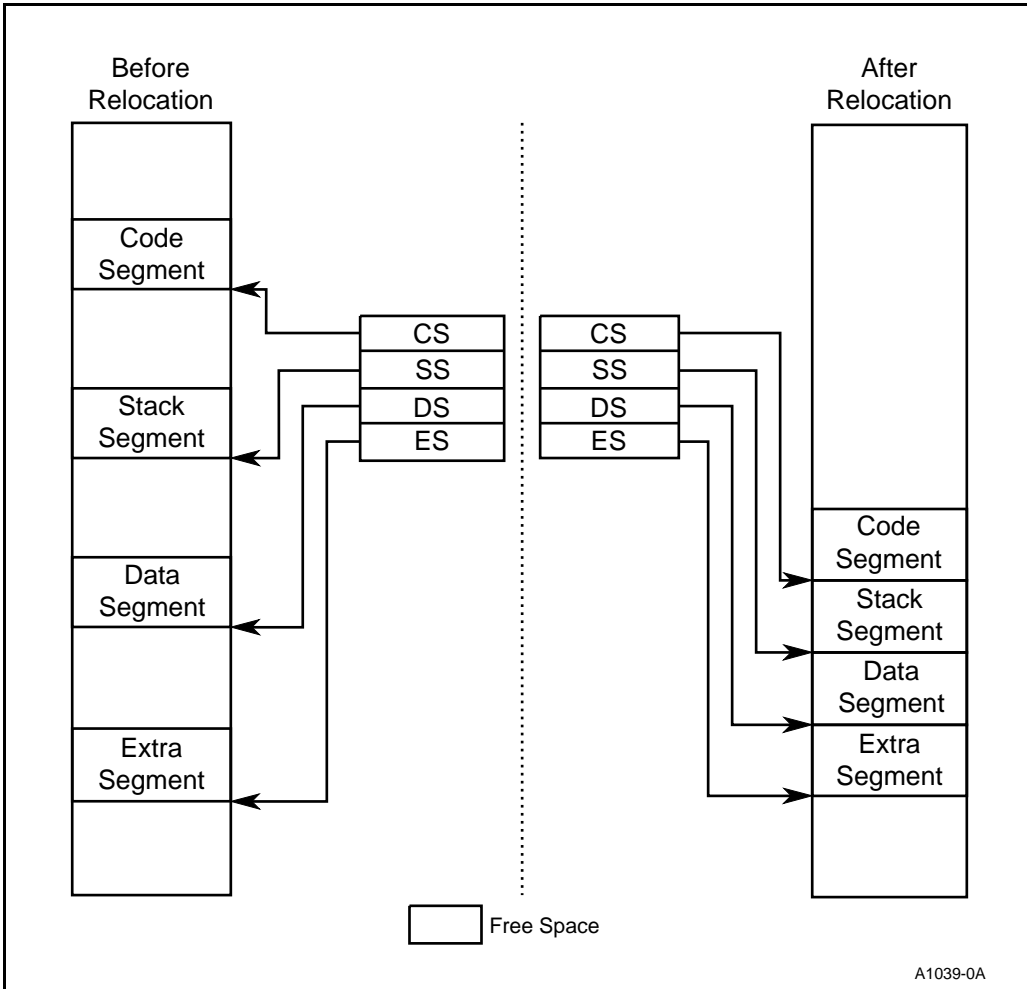 Before
Relocation
After
Relocation
Code
Segment
Stack
Segment
Data
Segment
Extra
Segment
CS
SS
DS
ES
CS
SS
DS
ES
Code
Segment
Stack
Segment
Data
Segment
Extra
Segment
Free Space
A1039-0A